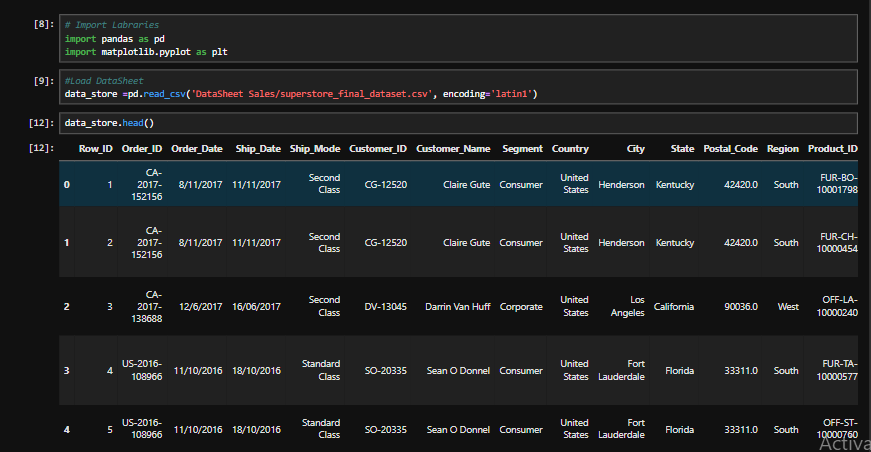 [8]: # Import Labraries
import pandas as pd
import matplotlib.pyplot as plt
[9]: #Load DataSheet
data_store =pd.read_csv('DataSheet Sales/superstore_final_dataset.csv', encoding='latin1')
[12]: data_store.head()
[12]: Row_ID Order_ID Order_Date Ship_Date Ship_Mode Customer_ID Customer_Name Segment Country City State Postal_Code Region Product_ID
0 1 CA-2017-152156 8/11/2017 11/11/2017 Second Class CG-12520 Claire Gute Consumer United States Henderson Kentucky 42420.0 South FUR-BO-10001798
1 2 CA-2017-152156 8/11/2017 11/11/2017 Second Class CG-12520 Claire Gute Consumer United States Henderson Kentucky 42420.0 South FUR-CH-10000454
2 3 CA-2017-138688 12/6/2017 16/06/2017 Second Class DV-13045 Darrin Van Huff Corporate United States Los Angeles California 90036.0 West OFF-LA-10000240
3 4 US-2016-108966 11/10/2016 18/10/2016 Standard Class SO-20335 Sean O Donnel Consumer United States Fort Lauderdale Florida 33311.0 South FUR-TA-10000577
4 5 US-2016-108966 11/10/2016 18/10/2016 Standard Class SO-20335 Sean O Donnel Consumer United States Fort Lauderdale Florida 33311.0 South OFF-ST-10000760
Activa